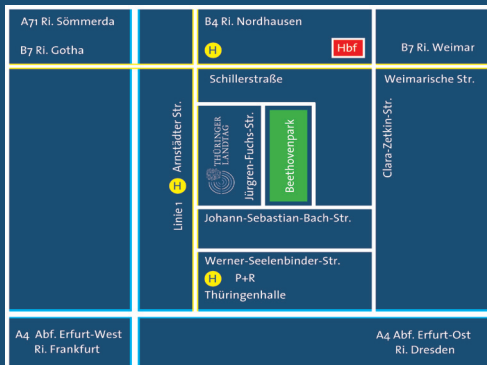 A71 Ri. Sömmerda
B7 Ri. Gotha
B4 Ri. Nordhausen
H
Hbf
B7 Ri. Weimar
Schillerstraße
Weimarische Str.
Arnstädter Str.
H
Linie 1
THÜRINGER
LANDTAG
Jürgren-Fuchs-Str.
Beethovenpark
Clara-Zetkin-Str.
Johann-Sebastian-Bach-Str.
Werner-Seelenbinder-Str.
H P+R
Thüringenhalle
A4 Abf. Erfurt-West
Ri. Frankfurt
A4 Abf. Erfurt-Ost
Ri. Dresden